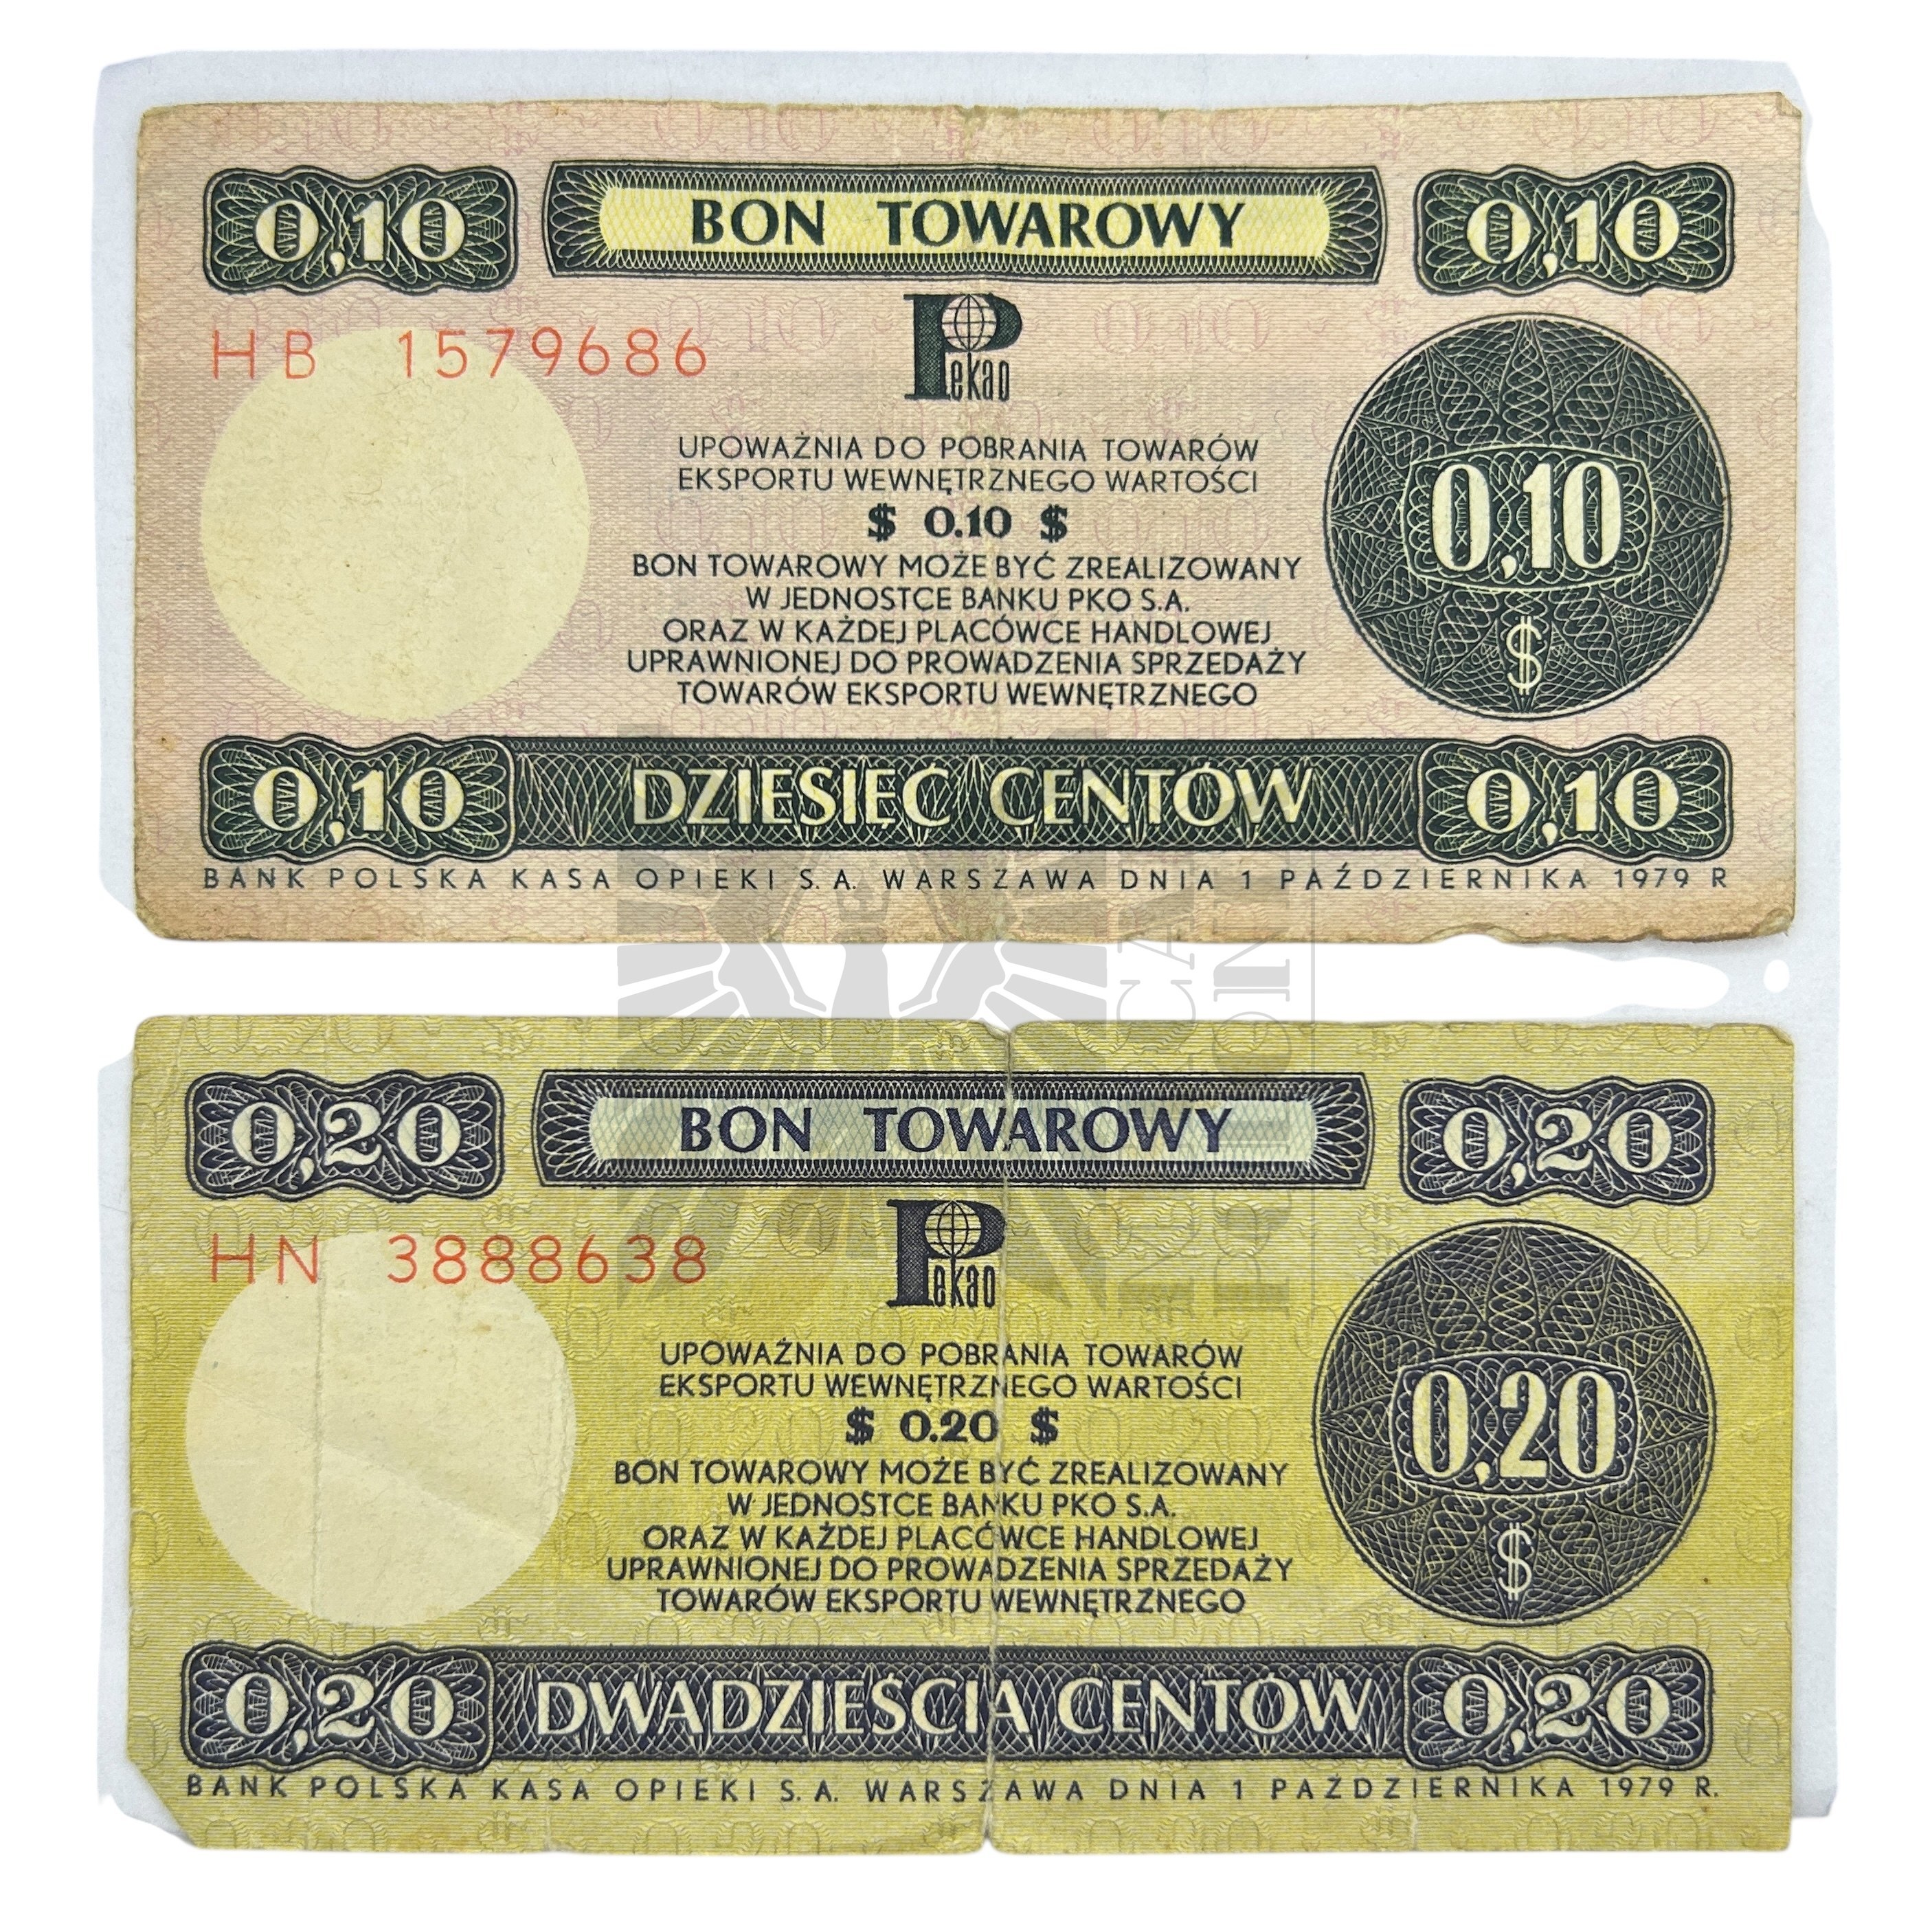 0,10 BON TOWAROWY 0,10
HB 1579686
Pekao
UPOWAŻNIA DO POBRANIA TOWARÓW
EKSPORTU WEWNĘTRZNEGO WARTOŚCI
$ 0.10 $
0,10
$
BON TOWAROWY MOŻE BYĆ ZREALIZOWANY
W JEDNOSTCE BANKU PKO S.A.
ORAZ W KAŻDEJ PLACÓWCE HANDLOWEJ
UPRAWNIONEJ DO PROWADZENIA SPRZEDAŻY
TOWARÓW EKSPORTU WEWNĘTRZNEGO
0,10 DZIESIĘĆ CENTÓW 0,10
BANK POLSKA KASA OPIEKI S.A. WARSZAWA DNIA 1 PAŹDZIERNIKA 1979 R
0,20 BON TOWAROWY 0,20
HN 3888638
Pekao
UPOWAŻNIA DO POBRANIA TOWARÓW
EKSPORTU WEWNĘTRZNEGO WARTOŚCI
$ 0.20 $
0,20
$
BON TOWAROWY MOŻE BYĆ ZREALIZOWANY
W JEDNOSTCE BANKU PKO S.A.
ORAZ W KAŻDEJ PLACÓWCE HANDLOWEJ
UPRAWNIONEJ DO PROWADZENIA SPRZEDAŻY
TOWARÓW EKSPORTU WEWNĘTRZNEGO
0,20 DWADZIEŚCIA CENTÓW 0,20
BANK POLSKA KASA OPIEKI S.A. WARSZAWA DNIA 1 PAŹDZIERNIKA 1979 R.